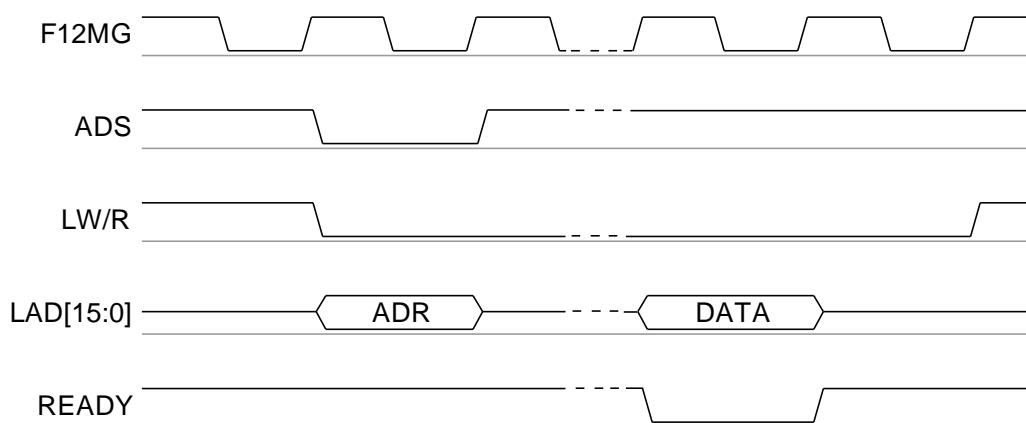 F12MG
ADS
LW/R
LAD[15:0] ADR DATA
READY